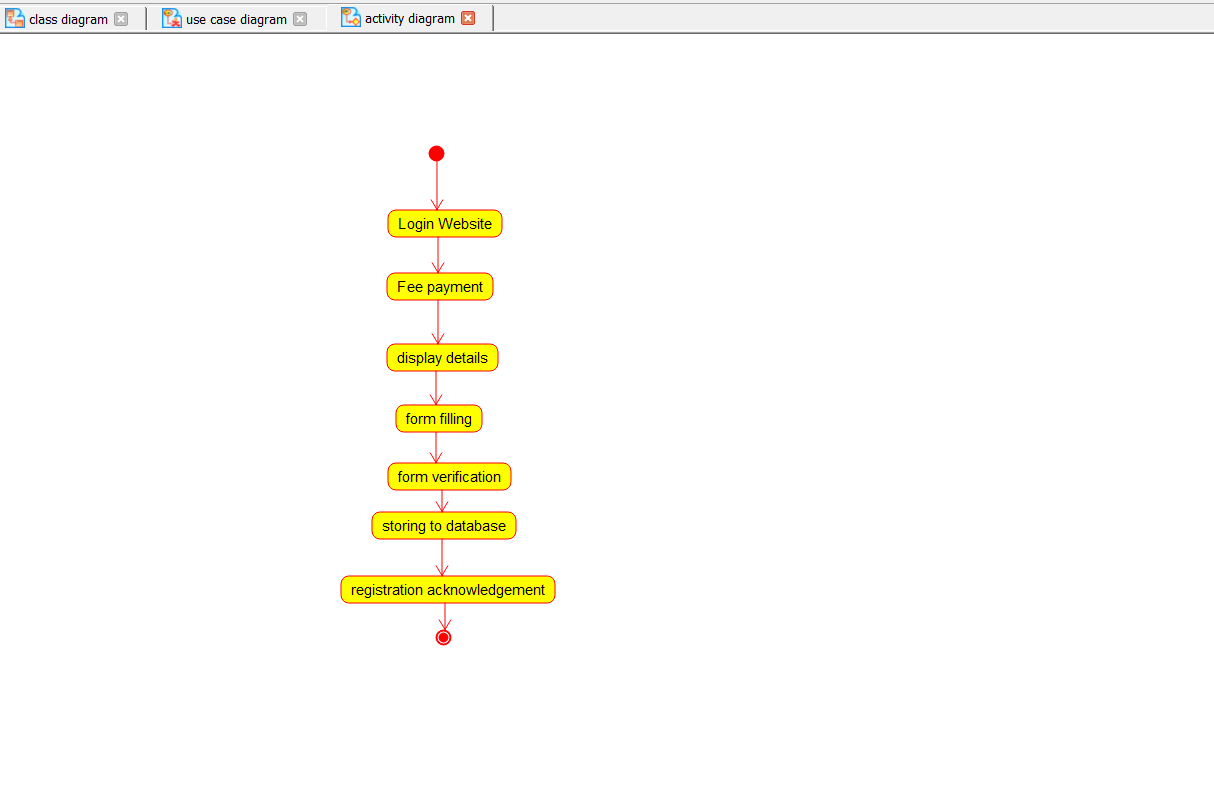 class diagram
use case diagram
activity diagram
Login Website
Fee payment
display details
form filling
form verification
storing to database
registration acknowledgement